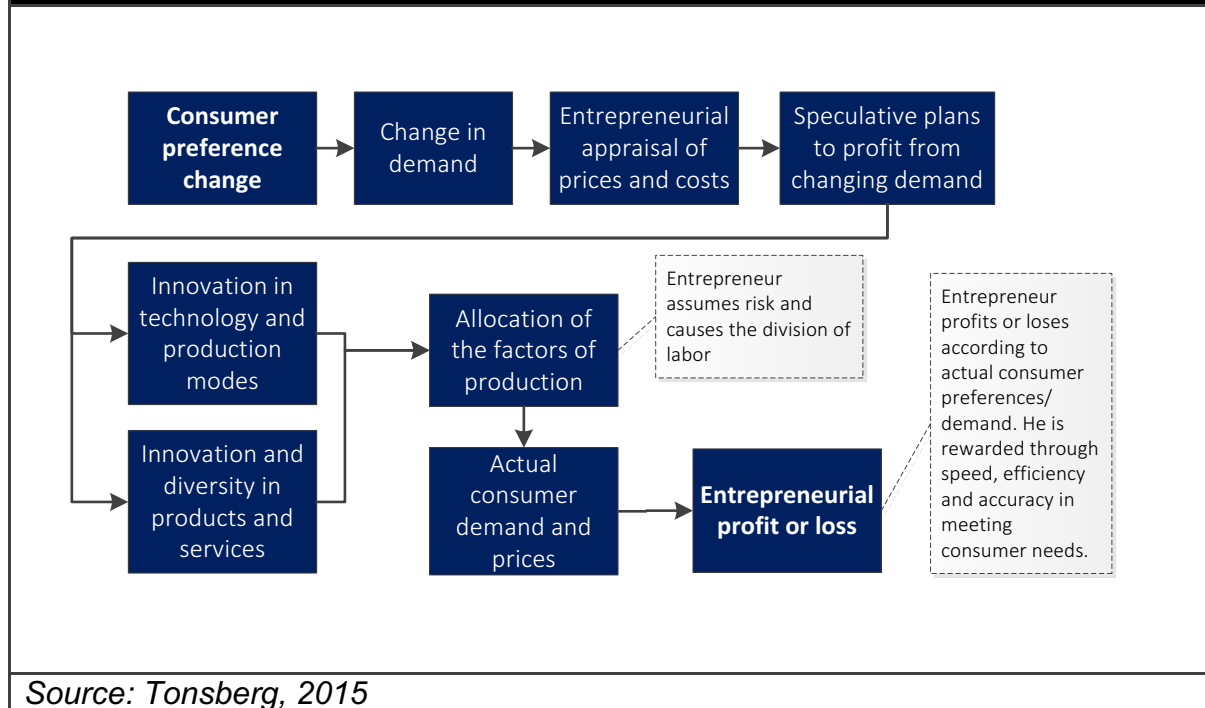 Consumer
preference
change
Change in
demand
Entrepreneurial
appraisal of
prices and costs
Speculative plans
to profit from
changing demand
Innovation in
technology and
production
modes
Innovation and
diversity in
products and
services
Allocation of
the factors of
production
Entrepreneur
assumes risk and
causes the division of
labor
Actual
consumer
demand and
prices
Entrepreneurial
profit or loss
Entrepreneur
profits or loses
according to
actual consumer
preferences/
demand. He is
rewarded through
speed, efficiency
and accuracy in
meeting
consumer needs.
Source: Tonsberg, 2015